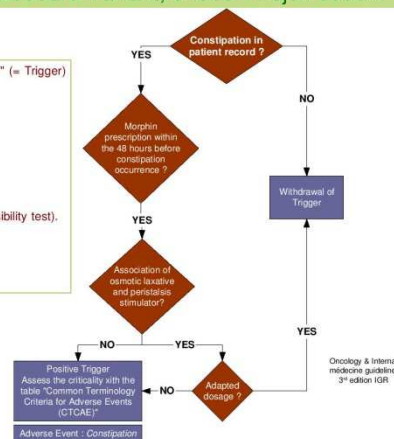 " (= Trigger)
ibility test).
Constipation in
patient record ?
YES
NO
Morphin
prescription within
the 48 hours before
constipation
occurrence ?
Withdrawal of
Trigger
YES
Association of
osmotic laxative
and peristalsis
stimulator?
YES
NO
YES
Positive Trigger
Assess the criticality xith the
table "Common Terminology
Criteria for Adverse Events
(CTCAE)"
NO
Adapted
dosage ?
Adverse Event : Constipation
Oncology & Interna
médecine guideline
3rd edition IGR